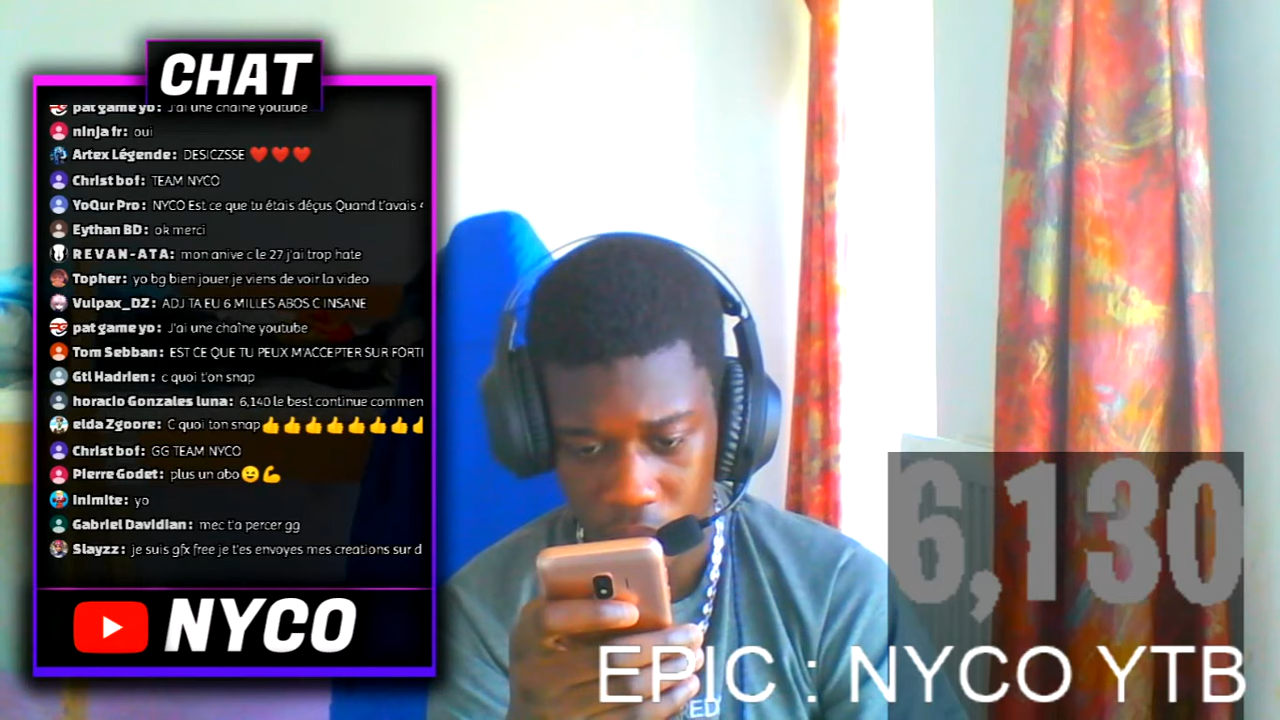 CHAT
pat game yo: J'ai une chaîne youtube
ninja fr: oui
Artex Légende: DESICZSSE ❤️❤️❤️
Christ bof: TEAM NYCO
YoQur Pro: NYCO Est ce que tu étais déçus Quand t'avais
Eythan BD: ok merci
REVAN-ATA: mon anive c le 27 j'ai trop hate
Topher: yo bg bien jouer je viens de voir la video
Vulpax_DZ: ADJ TA EU 6 MILLES ABOS C INSANE
pat game yo: J'ai une chaîne youtube
Tom Sebban: EST CE QUE TU PEUX M'ACCEPTER SUR FORTI
Gtl Hadrien: c quoi t'on snap
horacio Gonzales luna: 6,140 le best continue commen
elda Zgoore: C quoi ton snap👍👍👍👍👍👍👍👍
Christ bof: GG TEAM NYCO
Pierre Godet: plus un abo😉💪
Inimite: yo
Gabriel Davidian: mec t'a percer gg
Slayzz: je suis gfx free je t'es envoyes mes creations sur d
NYCO
6,130
EPIC : NYCO YTB